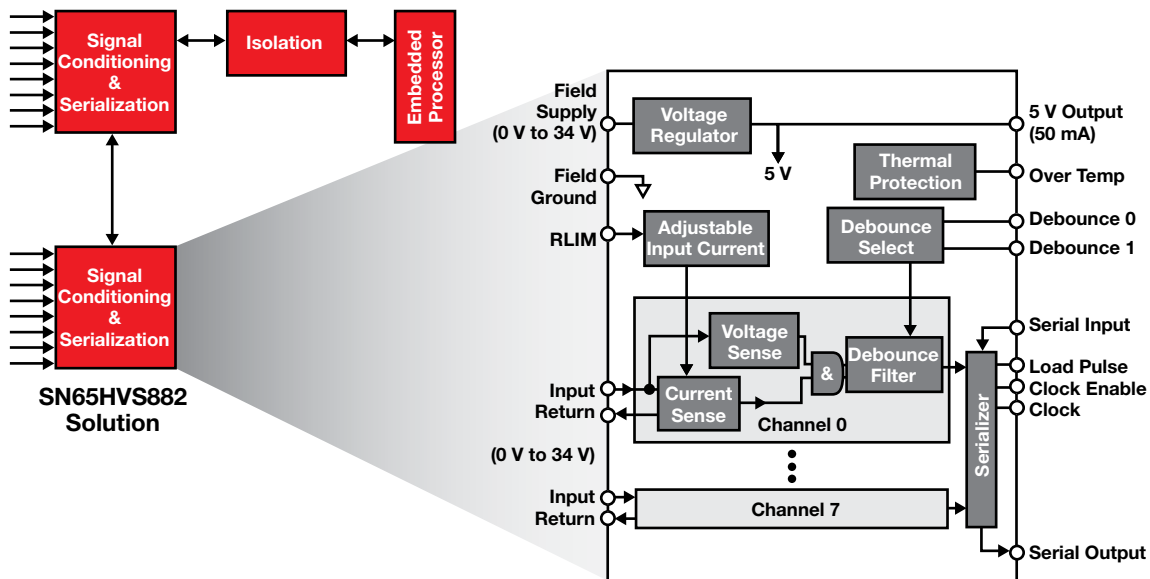 Signal
Conditioning
&
Serialization
Isolation
Embedded
Processor
Signal
Conditioning
&
Serialization
SN65HVS882
Solution
Field
Supply
(0 V to 34 V)
Voltage
Regulator
5 V
5 V Output
(50 mA)
Thermal
Protection
Over Temp
Field
Ground
RLIM
Adjustable
Input Current
Debounce
Select
Debounce 0
Debounce 1
Voltage
Sense
&
Debounce
Filter
Current
Sense
Channel 0
Input
Return
(0 V to 34 V)
Input
Return
Channel 7
Serializer
Serial Input
Load Pulse
Clock Enable
Clock
Serial Output